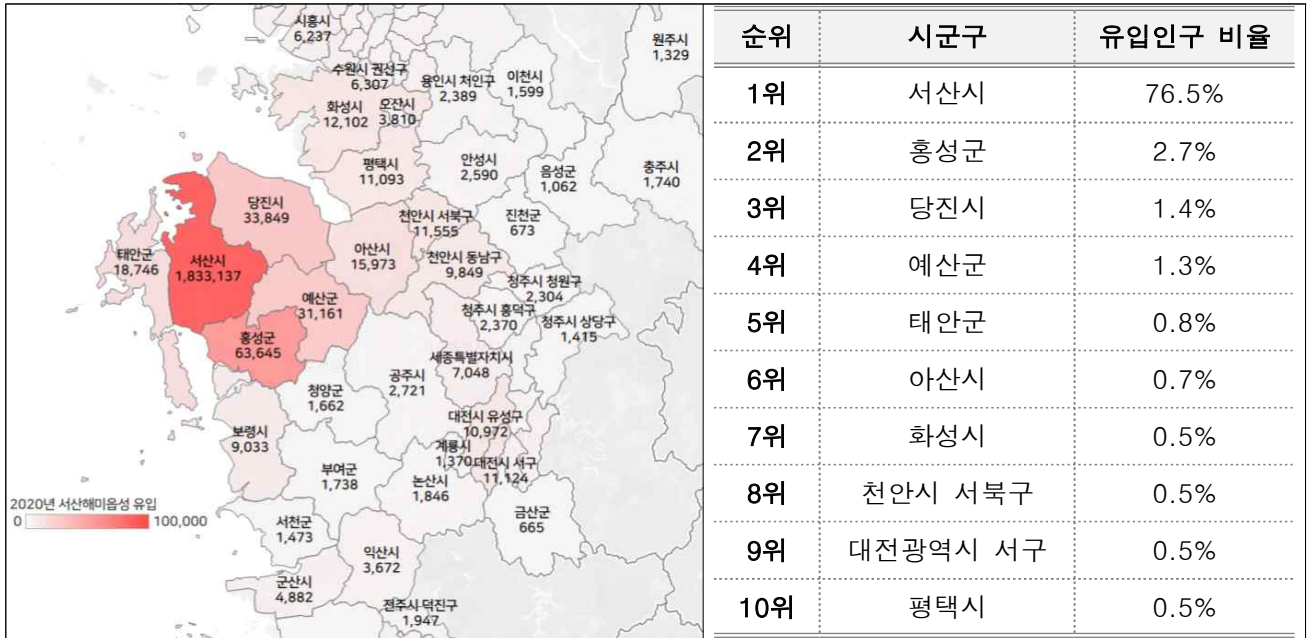 시흥시
6,237
원주시
1,329
수원시 권선구
6,307
용인시 처인구
2,389
이천시
1,599
화성시
12,102
오산시
3,810
평택시
11,093
안성시
2,590
음성군
1,062
충주시
1,740
당진시
33,849
천안시 서북구
11,555
진천군
673
태안군
18,746
서산시
1,833,137
아산시
15,973
천안시 동남구
9,849
청주시 청원구
2,304
예산군
31,161
청주시 흥덕구
2,370
청주시 상당구
1,415
홍성군
63,645
세종특별자치시
7,048
청양군
1,662
공주시
2,721
보령시
9,033
대전시 유성구
10,972
계룡시
1,370
대전시 서구
11,124
부여군
1,738
논산시
1,846
금산군
665
2020년 서산해미읍성 유입
0 100,000
서천군
1,473
익산시
3,672
군산시
4,882
전주시 덕진구
1,947
순위 시군구 유입인구 비율
1위 서산시 76.5%
2위 홍성군 2.7%
3위 당진시 1.4%
4위 예산군 1.3%
5위 태안군 0.8%
6위 아산시 0.7%
7위 화성시 0.5%
8위 천안시 서북구 0.5%
9위 대전광역시 서구 0.5%
10위 평택시 0.5%